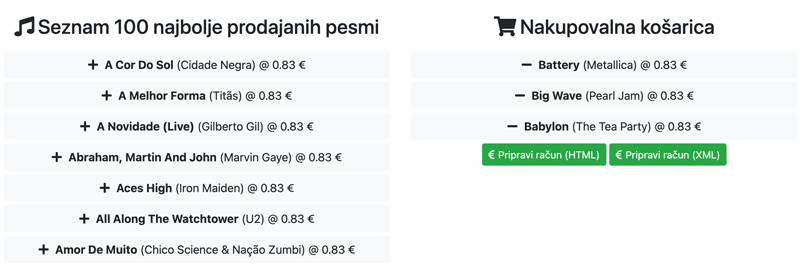 Seznam 100 najbolje prodajanih pesmi
+ A Cor Do Sol (Cidade Negra) @ 0.83 €
+ A Melhor Forma (Titãs) @ 0.83 €
+ A Novidade (Live) (Gilberto Gil) @ 0.83 €
+ Abraham, Martin And John (Marvin Gaye) @ 0.83 €
+ Aces High (Iron Maiden) @ 0.83 €
+ All Along The Watchtower (U2) @ 0.83 €
+ Amor De Muito (Chico Science & Nação Zumbi) @ 0.83 €
Nakupovalna košarica
− Battery (Metallica) @ 0.83 €
− Big Wave (Pearl Jam) @ 0.83 €
− Babylon (The Tea Party) @ 0.83 €
€ Pripravi račun (HTML) € Pripravi račun (XML)